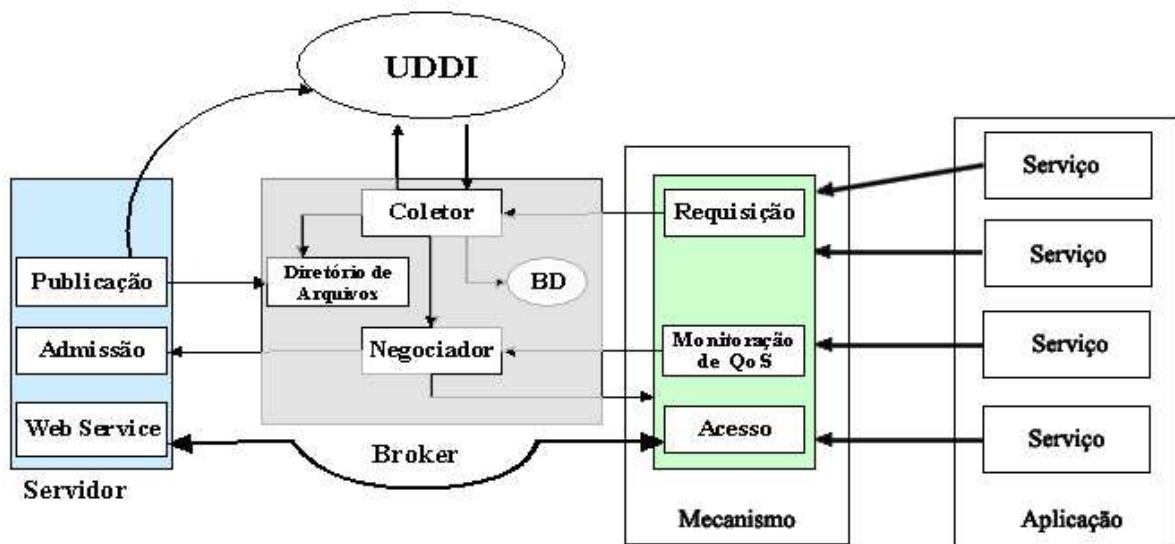 UDDI
Serviço
Coletor
Requisição
Serviço
Publicação
Diretório de
Arquivos
BD
Admissão
Negociador
Monitoração
de QoS
Serviço
Web Service
Acesso
Serviço
Broker
Servidor
Mecanismo
Aplicação